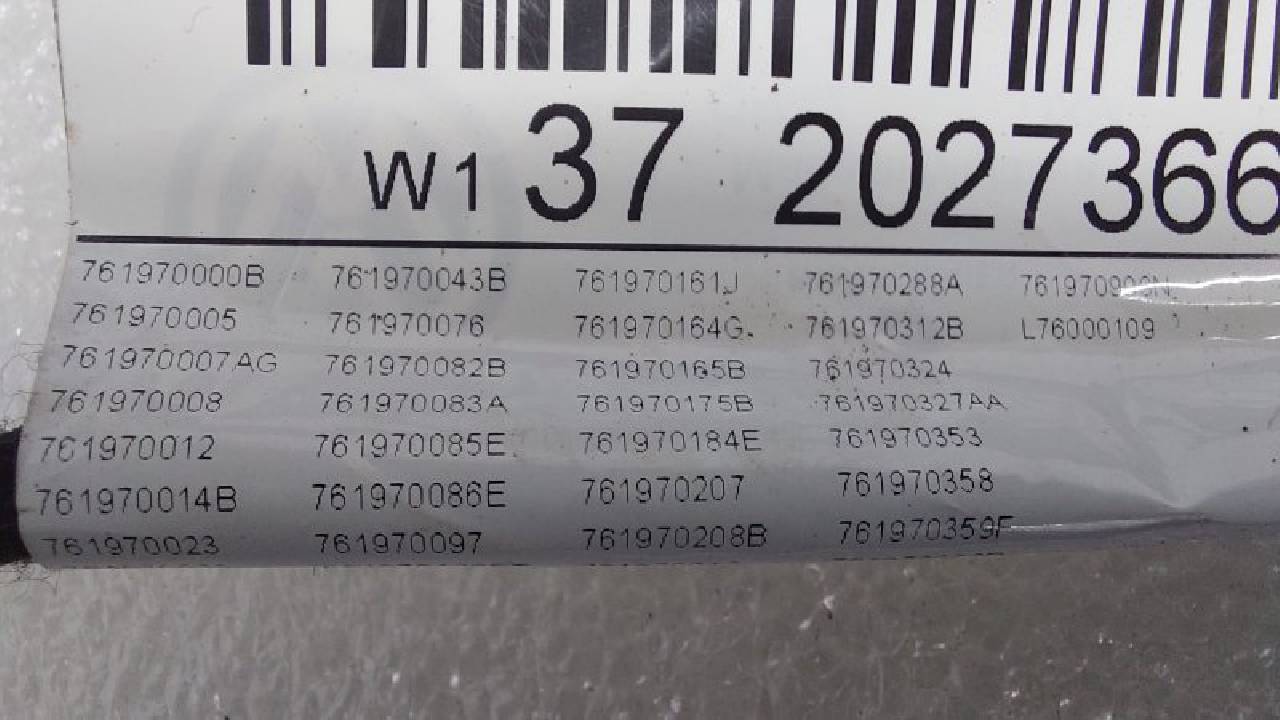 W1 37 2027366
761970000B 761970043B 761970161J 761970288A
761970005 761970076 761970164G 761970312B L76000109
761970007AG 761970082B 761970165B 761970324
761970008 761970083A 761970175B 761970327AA
761970012 761970085E 761970184E 761970353
761970014B 761970086E 761970207 761970358
761970023 761970097 761970208B 761970359F